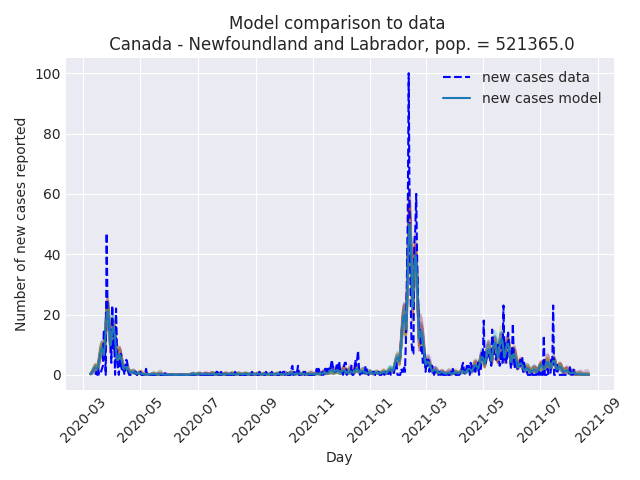 Model comparison to data
Canada - Newfoundland and Labrador, pop. = 521365.0
new cases data
new cases model
Number of new cases reported
100
80
60
40
20
0
2020-03
2020-05
2020-07
2020-09
2020-11
2021-01
2021-03
2021-05
2021-07
2021-09
Day